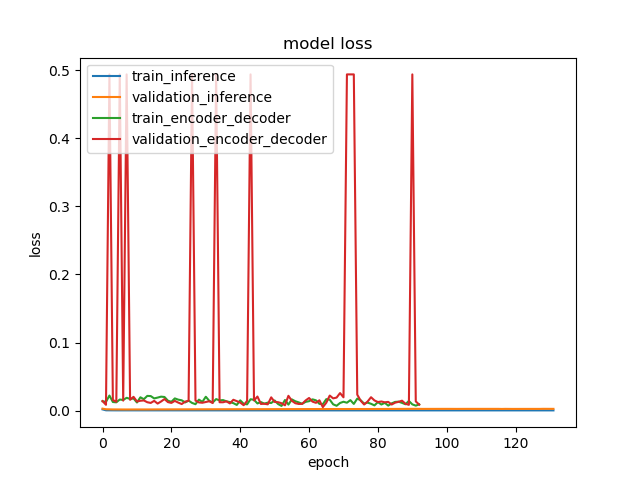 model loss
train_inference
validation_inference
train_encoder_decoder
validation_encoder_decoder
0.5
0.4
0.3
0.2
0.1
0.0
loss
0 20 40 60 80 100 120
epoch